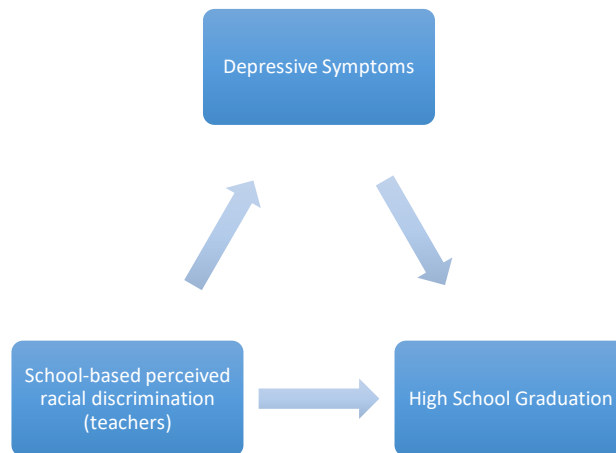 Depressive Symptoms
School-based perceived
racial discrimination
(teachers)
High School Graduation